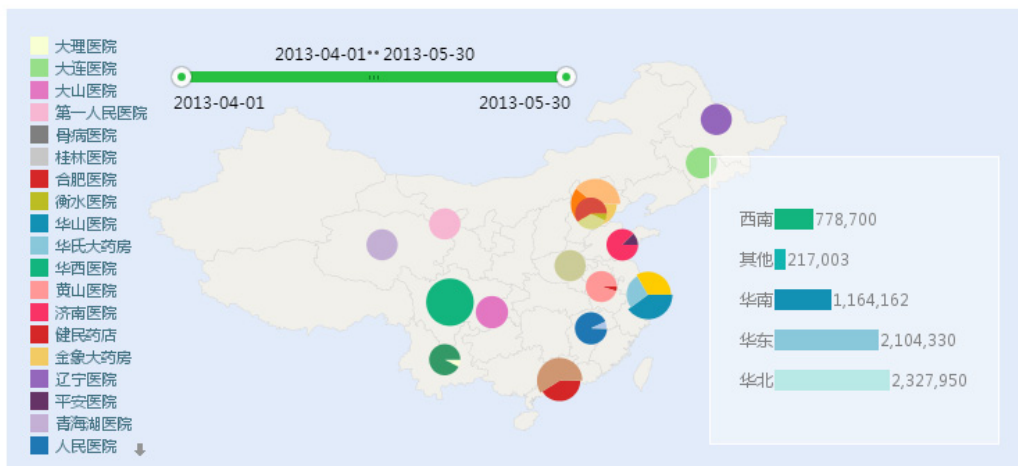 大理医院
大连医院
大山医院
第一人民医院
骨病医院
桂林医院
合肥医院
衡水医院
华山医院
华氏大药房
华西医院
黄山医院
济南医院
健民药店
金象大药房
辽宁医院
平安医院
青海湖医院
人民医院
2013-04-01••2013-05-30
2013-04-01
2013-05-30
西南 778,700
其他 217,003
华南 1,164,162
华东 2,104,330
华北 2,327,950